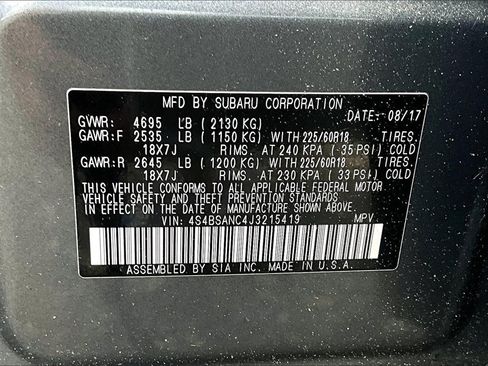 MFD BY SUBARU CORPORATION DATE: 08/17
GVWR: 4695 LB (2130 KG)
GAWR:F 2535 LB (1150 KG) WITH 225/60R18 TIRES.
18X7J RIMS. AT 240 KPA (35 PSI) COLD
GAWR:R 2645 LB (1200 KG) WITH 225/60R18 TIRES.
18X7J RIMS. AT 230 KPA (33 PSI) COLD
THIS VEHICLE CONFORMS TO ALL APPLICABLE FEDERAL MOTOR
VEHICLE SAFETY AND THEFT PREVENTION STANDARDS
IN EFFECT ON THE DATE OF MANUFACTURE SHOWN ABOVE.
VIN: 4S4BSANC4J3215419 MPV
ASSEMBLED BY SIA INC. MADE IN U.S.A.